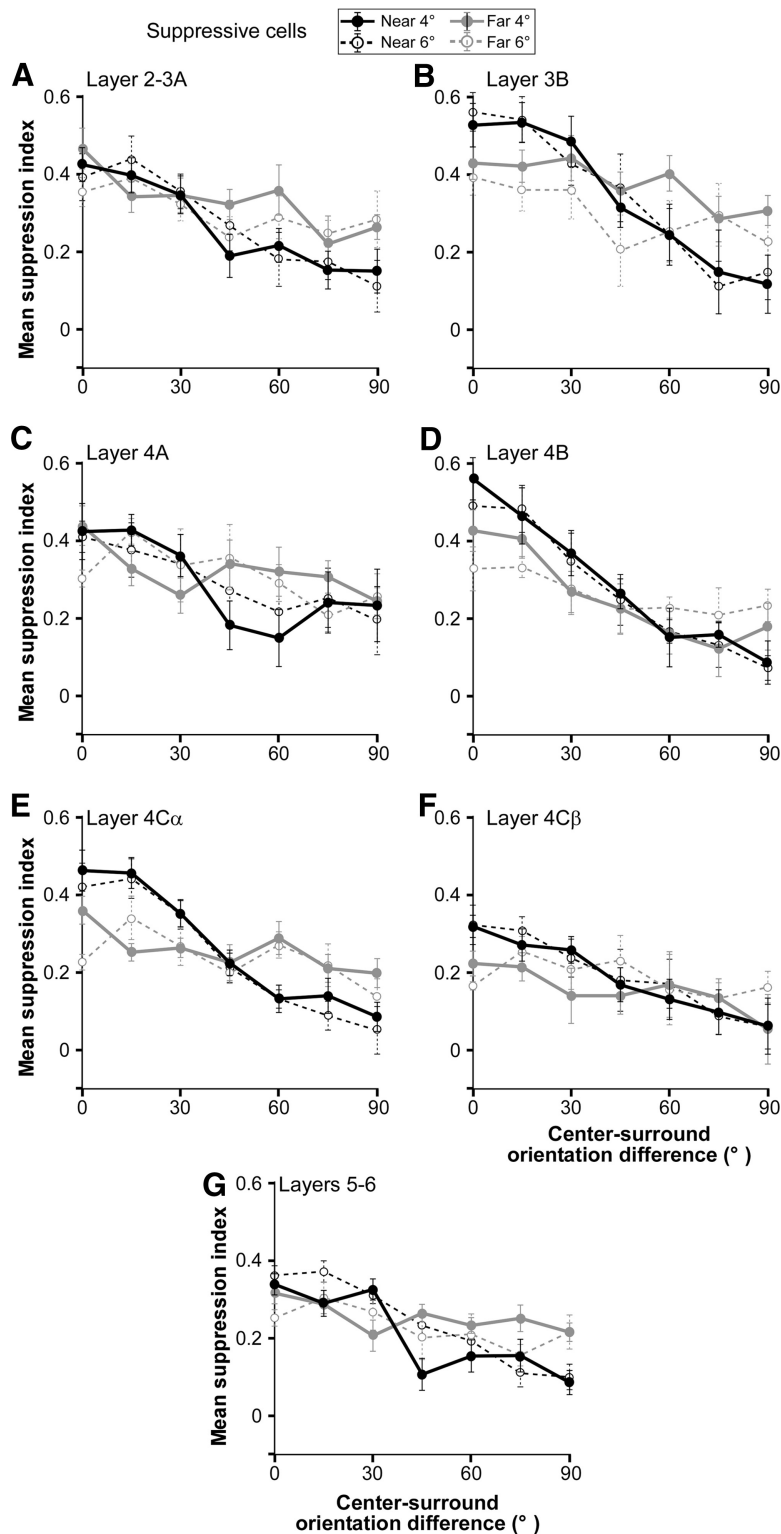 Suppressive cells
Near 4° Far 4°
Near 6° Far 6°
A Layer 2-3A
B Layer 3B
Mean suppression index
0.6
0.4
0.2
0
0 30 60 90
0.6
0.4
0.2
0
0 30 60 90
C Layer 4A
D Layer 4B
Mean suppression index
0.6
0.4
0.2
0
0 30 60 90
0.6
0.4
0.2
0
0 30 60 90
E Layer 4Cα
F Layer 4Cβ
Mean suppression index
0.6
0.4
0.2
0
0 30 60 90
0.6
0.4
0.2
0
0 30 60 90
Center-surround
orientation difference (° )
G Layers 5-6
Mean suppression index
0.6
0.4
0.2
0
0 30 60 90
Center-surround
orientation difference (° )